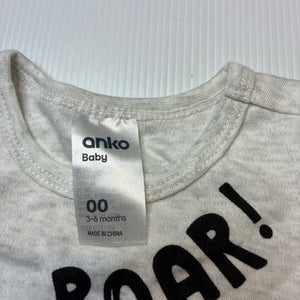 anko
Baby
00
3-6 months
MADE IN CHINA
ROAR!